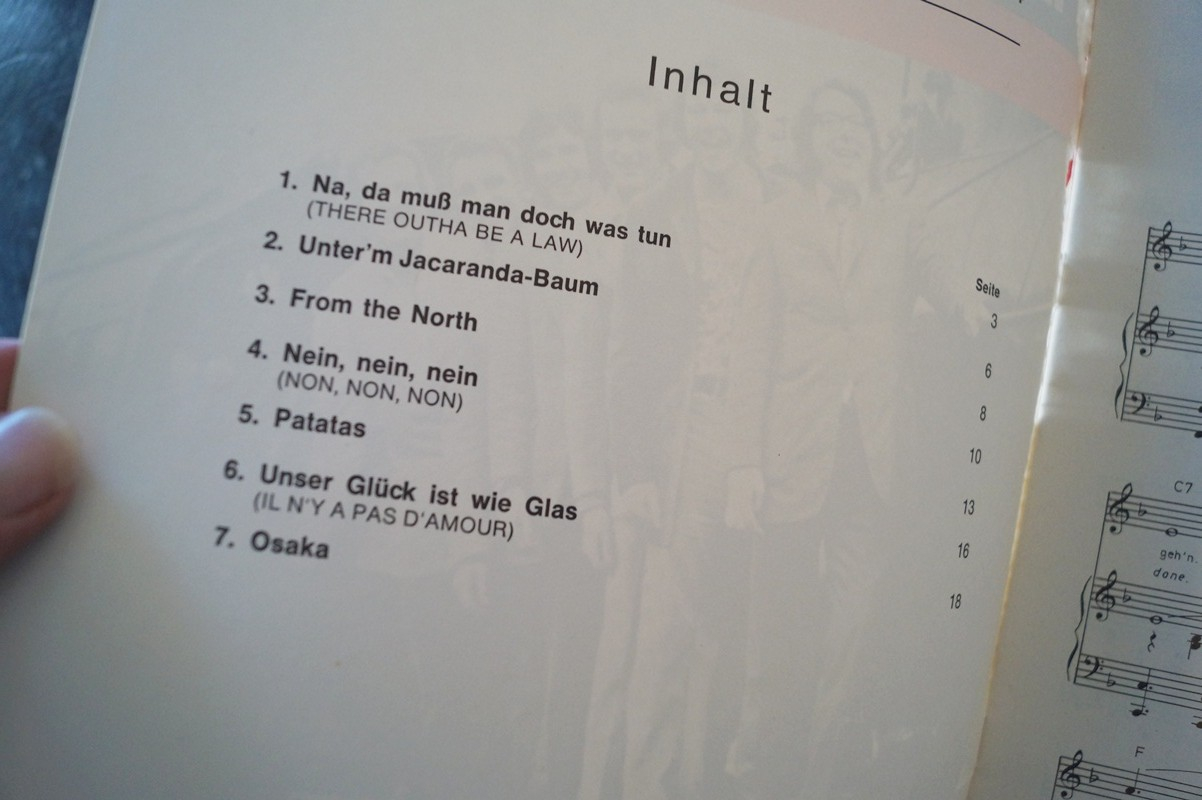 Inhalt
Seite
1. Na, da muß man doch was tun 3
(THERE OUTHA BE A LAW)
2. Unter'm Jacaranda-Baum 6
3. From the North 8
4. Nein, nein, nein 10
(NON, NON, NON)
5. Patatas 13
6. Unser Glück ist wie Glas 16
(IL N'Y A PAS D'AMOUR)
7. Osaka 18
C7
geh'n.
done.
F